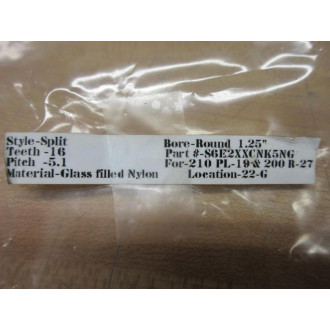 Style-Split
Teeth -16
Pitch -5.1
Material-Glass filled Nylon
Bore-Round 1.25"
Part #-S6E2XXCNK5NG
For-210 PL-19 & 200 R-27
Location-22-G